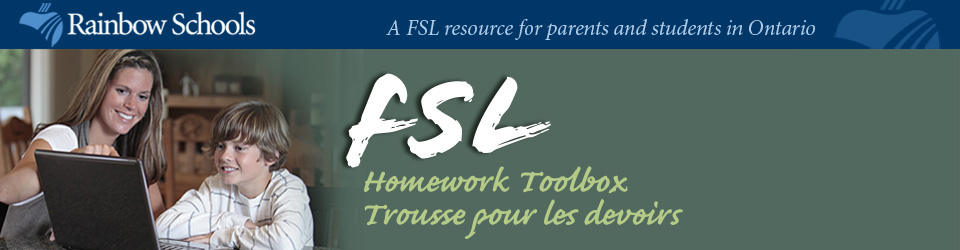 Rainbow Schools
A FSL resource for parents and students in Ontario
FSL
Homework Toolbox
Trousse pour les devoirs